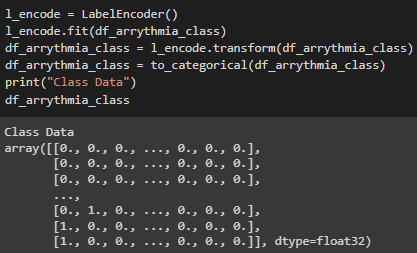 l_encode = LabelEncoder()
l_encode.fit(df_arrythmia_class)
df_arrythmia_class = l_encode.transform(df_arrythmia_class)
df_arrythmia_class = to_categorical(df_arrythmia_class)
print("Class Data")
df_arrythmia_class
Class Data
array([[0., 0., 0., ..., 0., 0., 0.],
       [0., 0., 0., ..., 0., 0., 0.],
       [0., 0., 0., ..., 0., 0., 0.],
       ...,
       [0., 1., 0., ..., 0., 0., 0.],
       [1., 0., 0., ..., 0., 0., 0.],
       [1., 0., 0., ..., 0., 0., 0.]], dtype=float32)